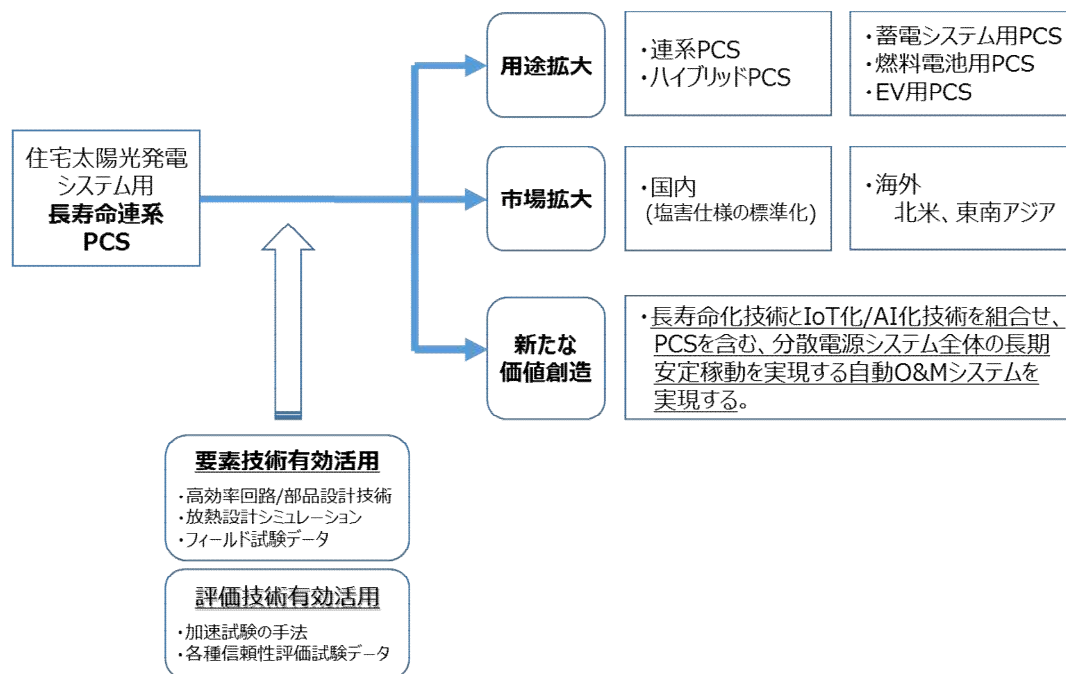 住宅太陽光発電
システム用
長寿命連系
PCS
用途拡大
・連系PCS
・ハイブリッドPCS
・蓄電システム用PCS
・燃料電池用PCS
・EV用PCS
市場拡大
・国内
(塩害仕様の標準化)
・海外
北米、東南アジア
新たな
価値創造
・長寿命化技術とIoT化/AI化技術を組合せ、
PCSを含む、分散電源システム全体の長期
安定稼動を実現する自動O&Mシステムを
実現する。
要素技術有効活用
・高効率回路/部品設計技術
・放熱設計シミュレーション
・フィールド試験データ
評価技術有効活用
・加速試験の手法
・各種信頼性評価試験データ